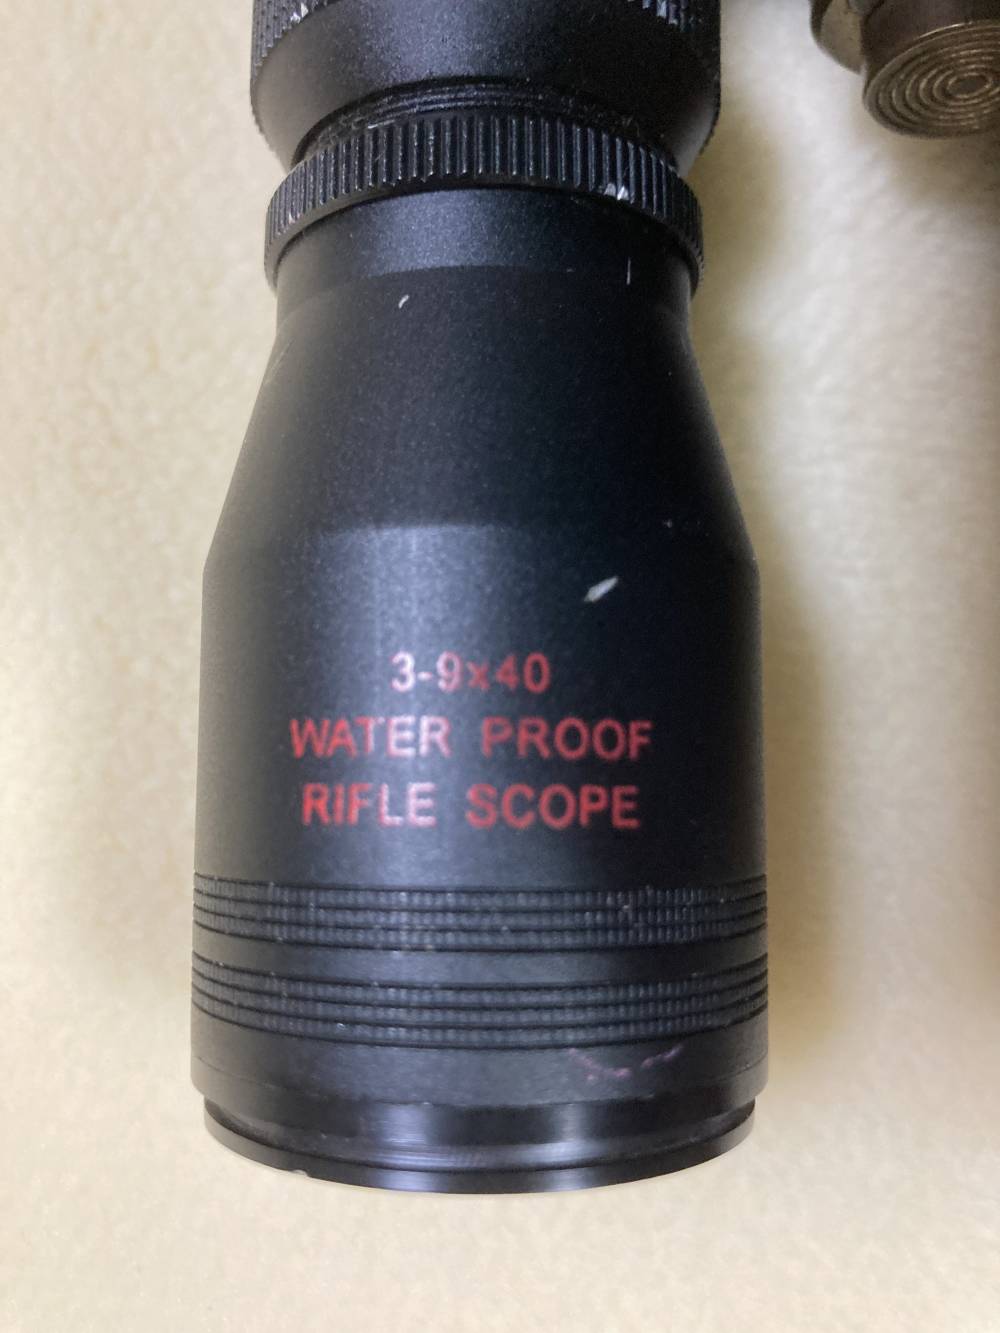 3-9x40
WATER PROOF
RIFLE SCOPE